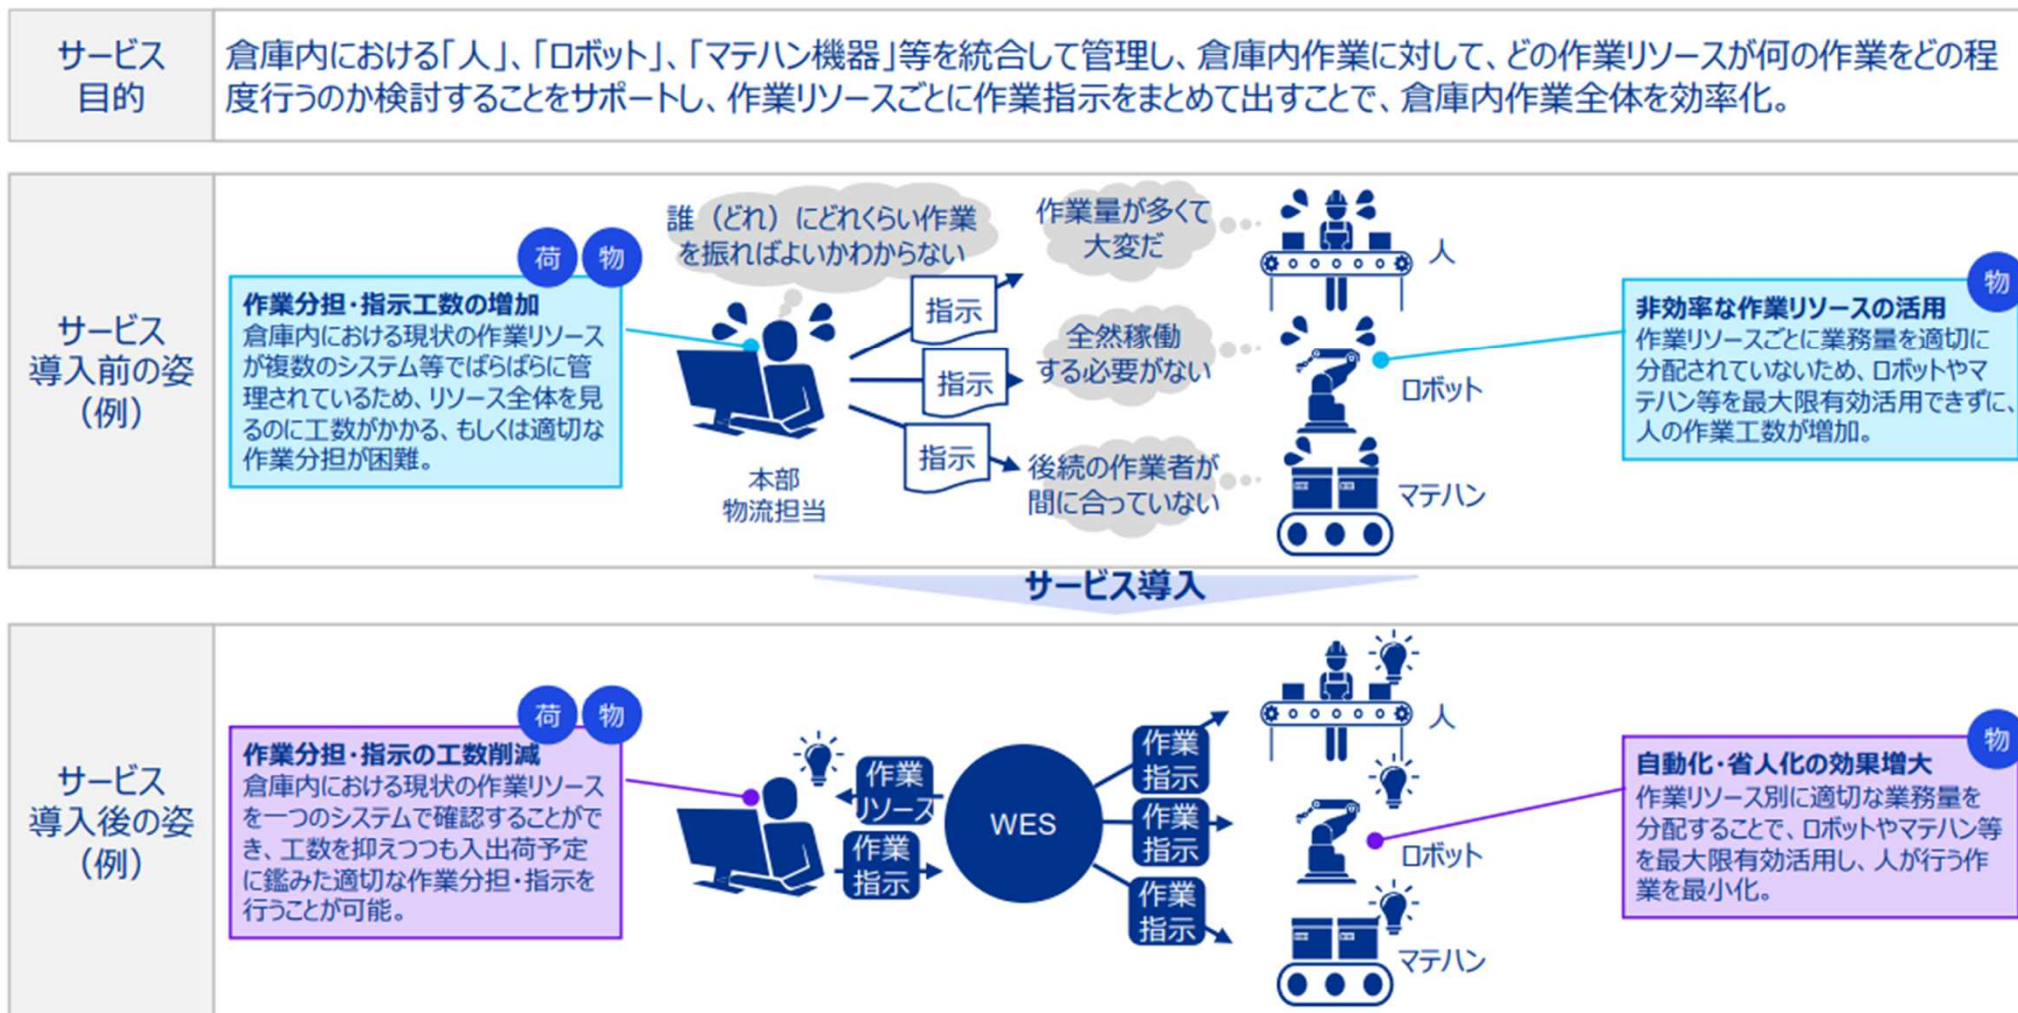 サービス
目的
倉庫内における「人」、「ロボット」、「マテハン機器」等を統合して管理し、倉庫内作業に対して、どの作業リソースが何の作業をどの程
度行うのか検討することをサポートし、作業リソースごとに作業指示をまとめて出すことで、倉庫内作業全体を効率化。
サービス
導入前の姿
（例）
荷
物
作業分担・指示工数の増加
倉庫内における現状の作業リソース
が複数のシステム等でばらばらに管
理されているため、リソース全体を見
るのに工数がかかる、もしくは適切な
作業分担が困難。
誰（どれ）にどれくらい作業
を振ればよいかわからない
本部
物流担当
指示
指示
指示
作業量が多くて
大変だ
全然稼働
する必要がない
後続の作業者が
間に合っていない
人
ロボット
マテハン
物
非効率な作業リソースの活用
作業リソースごとに業務量を適切に
分配されていないため、ロボットやマ
テハン等を最大限有効活用できずに、
人の作業工数が増加。
サービス導入
サービス
導入後の姿
（例）
荷
物
作業分担・指示の工数削減
倉庫内における現状の作業リソース
を一つのシステムで確認することがで
き、工数を抑えつつも入出荷予定
に鑑みた適切な作業分担・指示を
行うことが可能。
作業
リソース
作業
指示
WES
作業
指示
作業
指示
作業
指示
人
ロボット
マテハン
物
自動化・省人化の効果増大
作業リソース別に適切な業務量を
分配することで、ロボットやマテハン等
を最大限有効活用し、人が行う作
業を最小化。